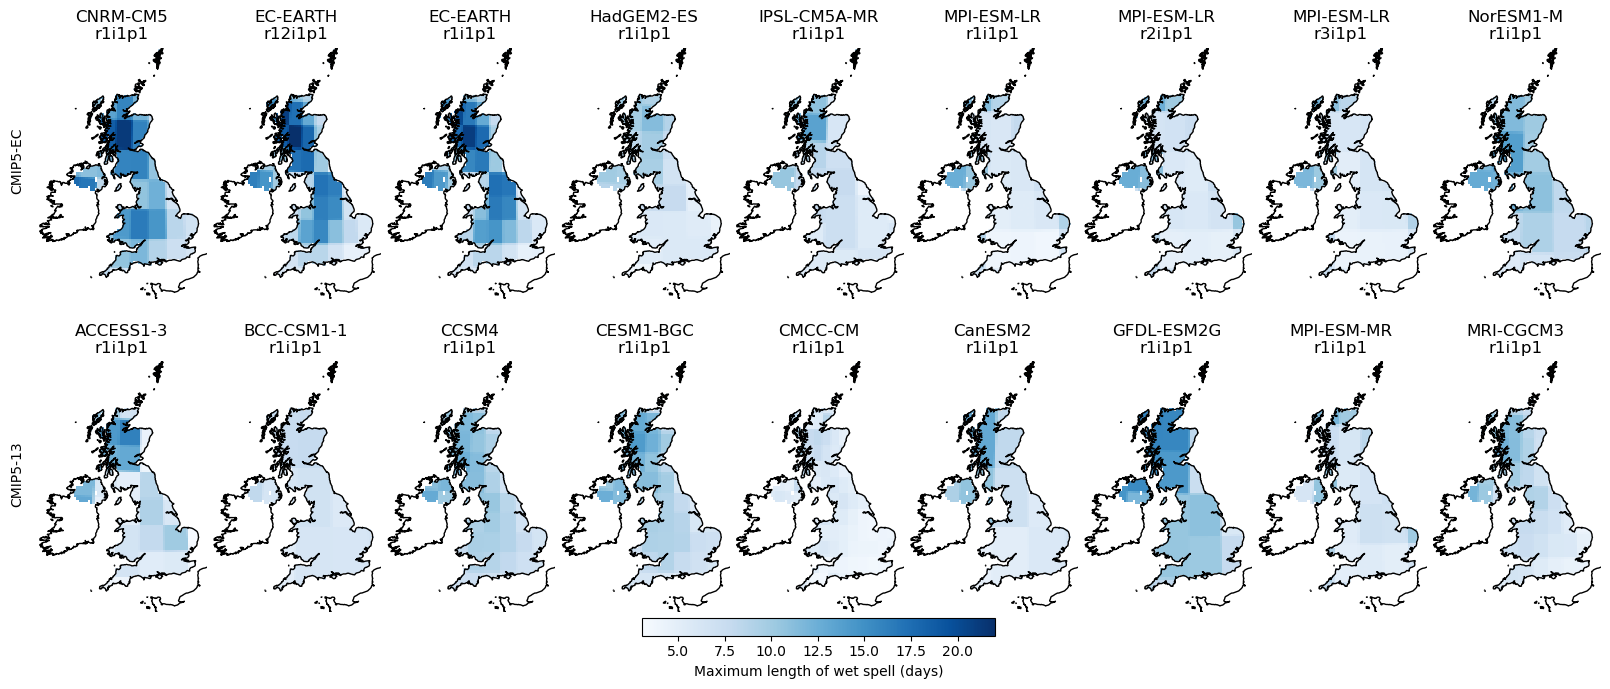 CNRM-CM5
r1i1p1
EC-EARTH
r12i1p1
EC-EARTH
r1i1p1
HadGEM2-ES
r1i1p1
IPSL-CM5A-MR
r1i1p1
MPI-ESM-LR
r1i1p1
MPI-ESM-LR
r2i1p1
MPI-ESM-LR
r3i1p1
NorESM1-M
r1i1p1
CMIP5-EC
ACCESS1-3
r1i1p1
BCC-CSM1-1
r1i1p1
CCSM4
r1i1p1
CESM1-BGC
r1i1p1
CMCC-CM
r1i1p1
CanESM2
r1i1p1
GFDL-ESM2G
r1i1p1
MPI-ESM-MR
r1i1p1
MRI-CGCM3
r1i1p1
CMIP5-13
5.0 7.5 10.0 12.5 15.0 17.5 20.0
Maximum length of wet spell (days)